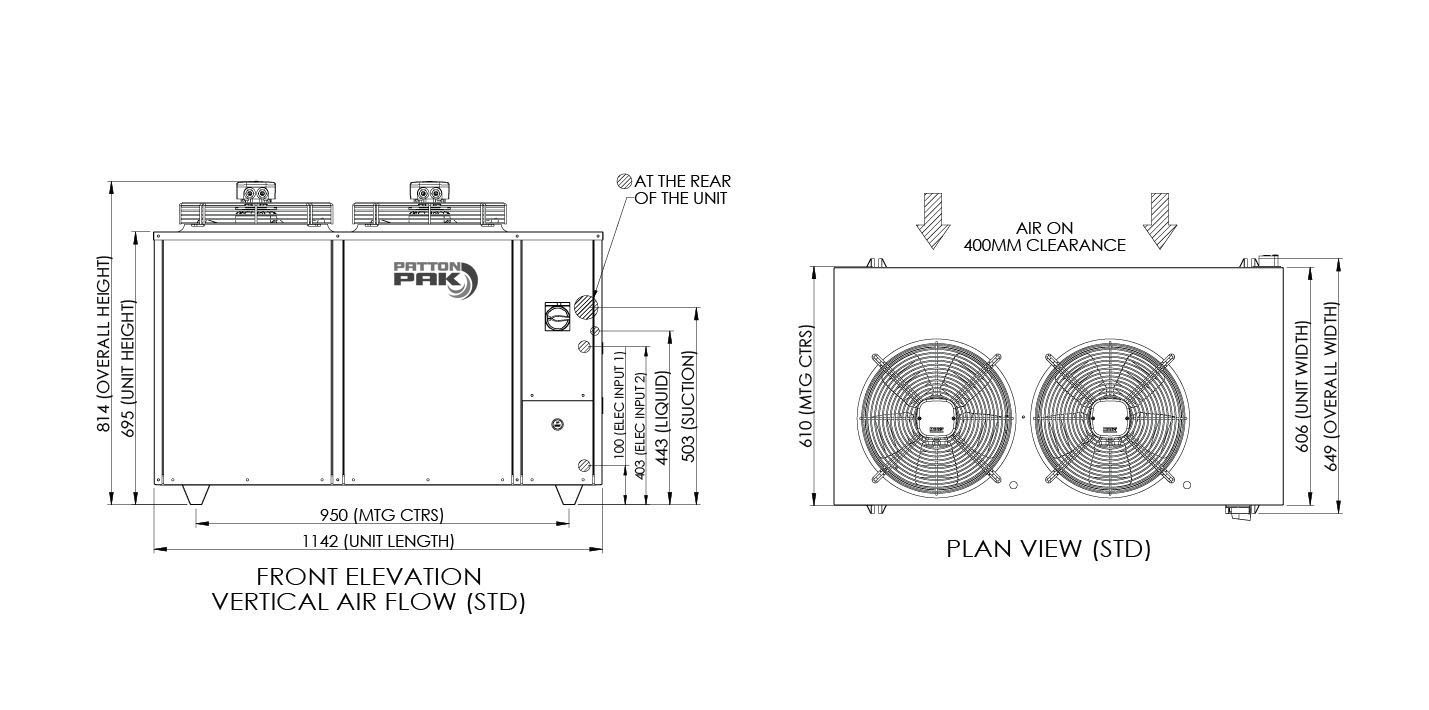 AT THE REAR
OF THE UNIT
PATTON
PAK
814 (OVERALL HEIGHT)
695 (UNIT HEIGHT)
100 (ELEC INPUT 1)
403 (ELEC INPUT 2)
443 (LIQUID)
503 (SUCTION)
950 (MTG CTRS)
1142 (UNIT LENGTH)
FRONT ELEVATION
VERTICAL AIR FLOW (STD)
AIR ON
400MM CLEARANCE
610 (MTG CTRS)
606 (UNIT WIDTH)
649 (OVERALL WIDTH)
PLAN VIEW (STD)